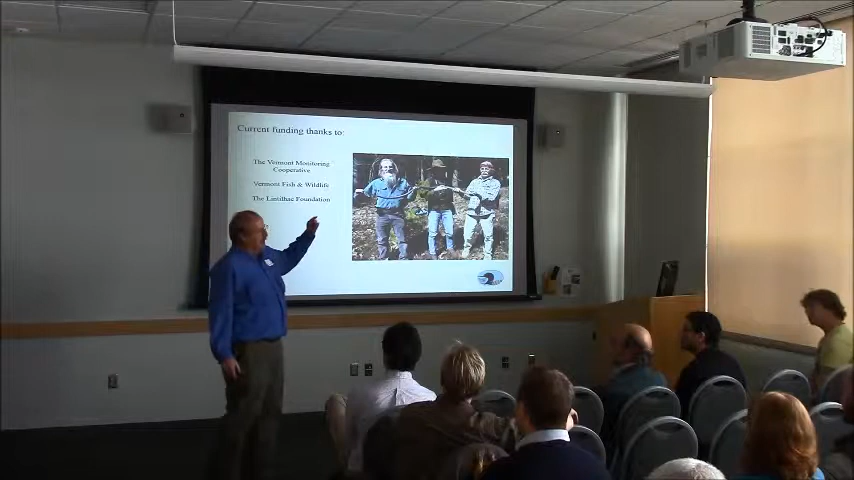 Current funding thanks to:
The Vermont Monitoring
Cooperative
Vermont Fish & Wildlife
The Lintilhac Foundation